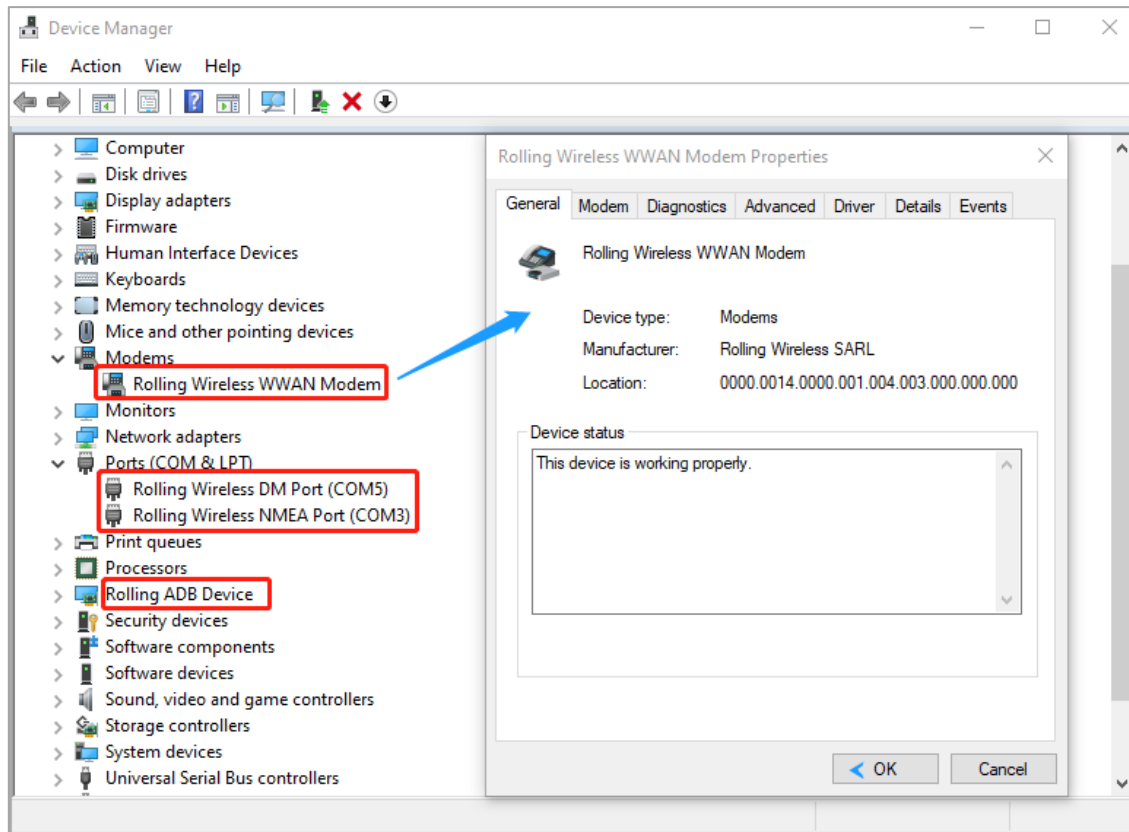 Device Manager
File Action View Help
Computer
Disk drives
Display adapters
Firmware
Human Interface Devices
Keyboards
Memory technology devices
Mice and other pointing devices
Modems
Rolling Wireless WWAN Modem
Monitors
Network adapters
Ports (COM & LPT)
Rolling Wireless DM Port (COM5)
Rolling Wireless NMEA Port (COM3)
Print queues
Processors
Rolling ADB Device
Security devices
Software components
Software devices
Sound, video and game controllers
Storage controllers
System devices
Universal Serial Bus controllers
Rolling Wireless WWAN Modem Properties
General Modem Diagnostics Advanced Driver Details Events
Rolling Wireless WWAN Modem
Device type: Modems
Manufacturer: Rolling Wireless SARL
Location: 0000.0014.0000.001.004.003.000.000.000
Device status
This device is working properly.
OK Cancel